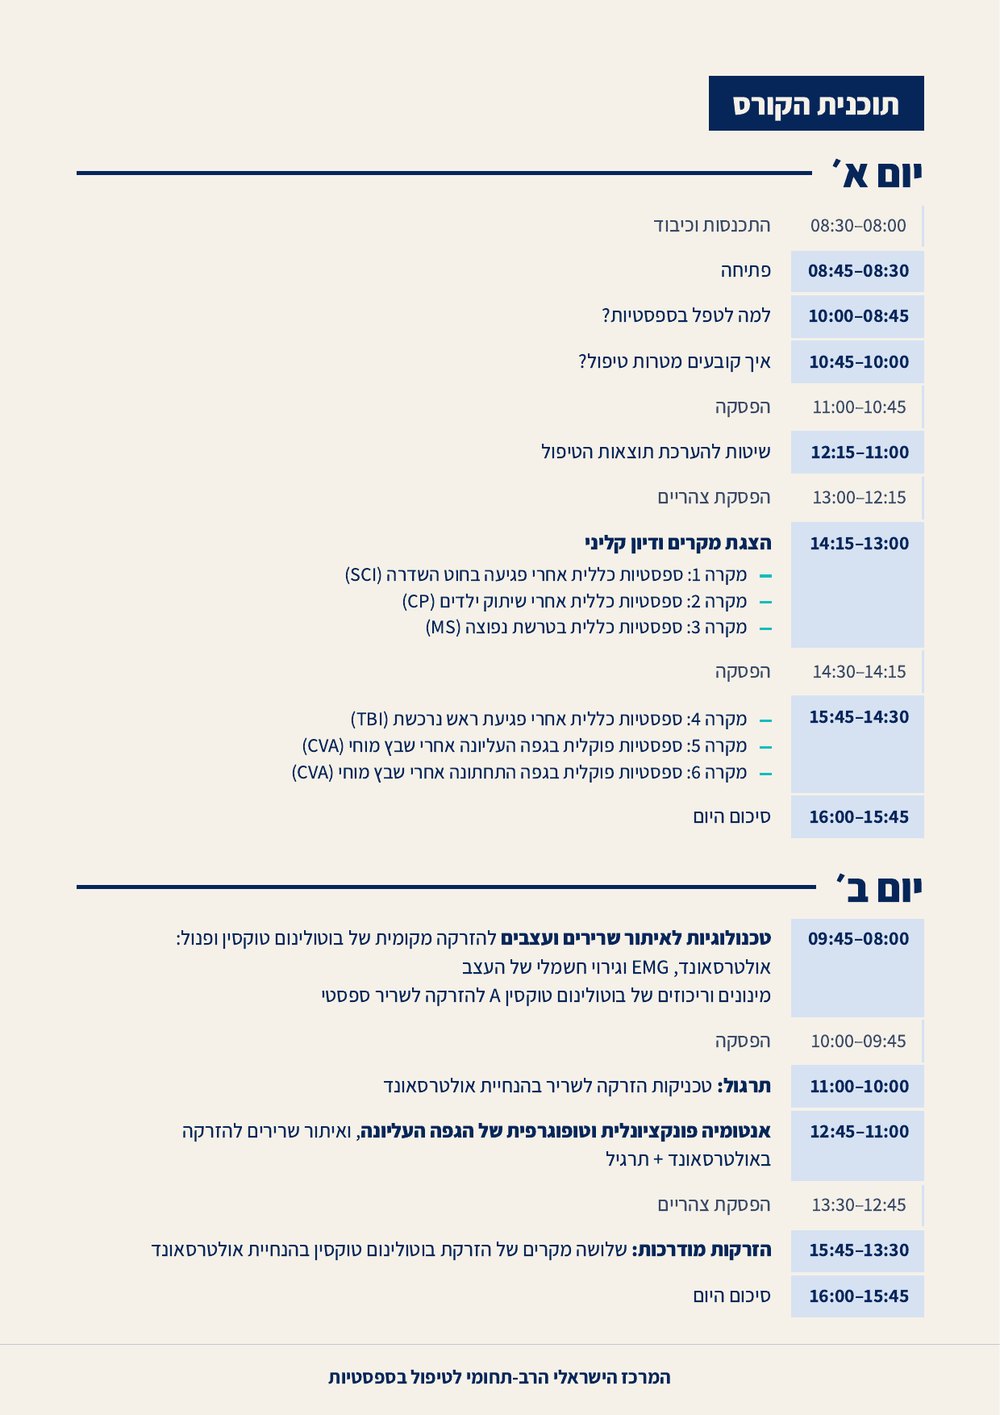 תוכנית הקורס
יום א׳
08:30–08:00 התכנסות וכיבוד
08:45–08:30 פתיחה
10:00–08:45 למה לטפל בספסטיות?
10:45–10:00 איך קובעים מטרות טיפול?
11:00–10:45 הפסקה
12:15–11:00 שיטות להערכת תוצאות הטיפול
13:00–12:15 הפסקת צהריים
14:15–13:00 הצגת מקרים ודיון קליני
– מקרה 1: ספסטיות כללית אחרי פגיעה בחוט השדרה (SCI)
– מקרה 2: ספסטיות כללית אחרי שיתוק ילדים (CP)
– מקרה 3: ספסטיות כללית בטרשת נפוצה (MS)
14:30–14:15 הפסקה
15:45–14:30 – מקרה 4: ספסטיות כללית אחרי פגיעת ראש נרכשת (TBI)
– מקרה 5: ספסטיות פוקלית בגפה העליונה אחרי שבץ מוחי (CVA)
– מקרה 6: ספסטיות פוקלית בגפה התחתונה אחרי שבץ מוחי (CVA)
16:00–15:45 סיכום היום
יום ב׳
09:45–08:00 טכנולוגיות לאיתור שרירים ועצבים להזרקה מקומית של בוטולינום טוקסין ופנול:
אולטרסאונד, EMG וגירוי חשמלי של העצב
מינונים וריכוזים של בוטולינום טוקסין A להזרקה לשריר ספסטי
10:00–09:45 הפסקה
11:00–10:00 תרגול: טכניקות הזרקה לשריר בהנחיית אולטרסאונד
12:45–11:00 אנטומיה פונקציונלית וטופוגרפית של הגפה העליונה, ואיתור שרירים להזרקה
באולטרסאונד + תרגיל
13:30–12:45 הפסקת צהריים
15:45–13:30 הזרקות מודרכות: שלושה מקרים של הזרקת בוטולינום טוקסין בהנחיית אולטרסאונד
16:00–15:45 סיכום היום
המרכז הישראלי הרב-תחומי לטיפול בספסטיות